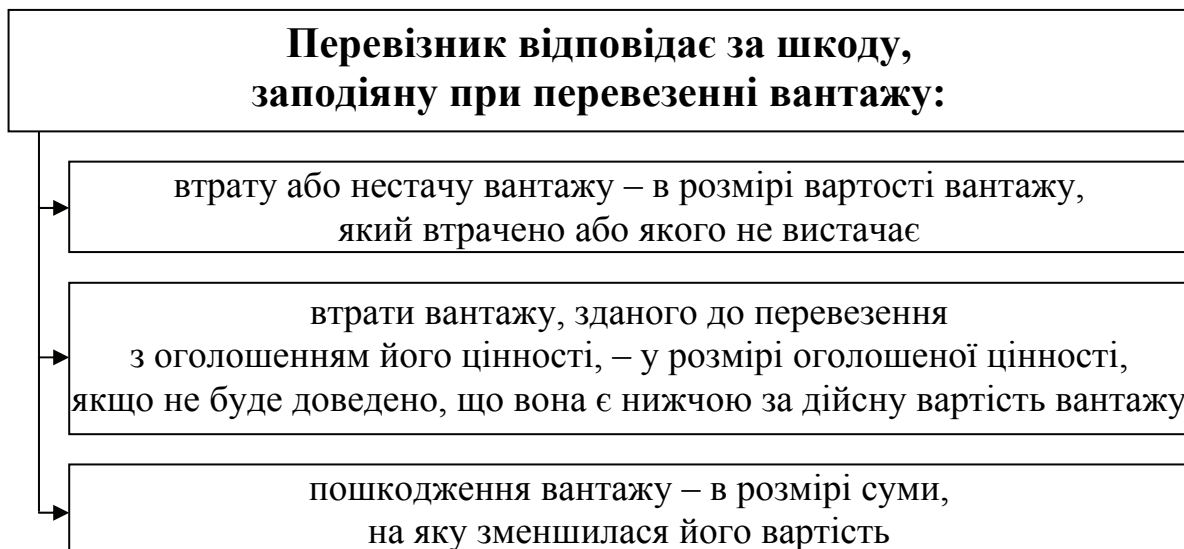 Перевізник відповідає за шкоду,
заподіяну при перевезенні вантажу:
втрату або нестачу вантажу – в розмірі вартості вантажу,
який втрачено або якого не вистачає
втрати вантажу, зданого до перевезення
з оголошенням його цінності, – у розмірі оголошеної цінності,
якщо не буде доведено, що вона є нижчою за дійсну вартість вантажу
пошкодження вантажу – в розмірі суми,
на яку зменшилася його вартість